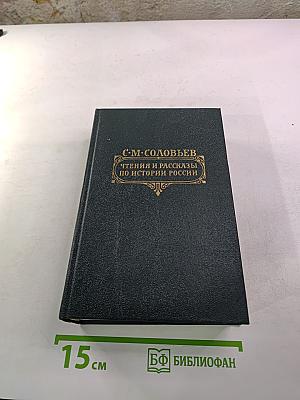 С·М·СОЛОВЬЕВ
ЧТЕНИЯ И РАССКАЗЫ
ПО ИСТОРИИ РОССИИ
15 см
БФ БИБЛИОФАН